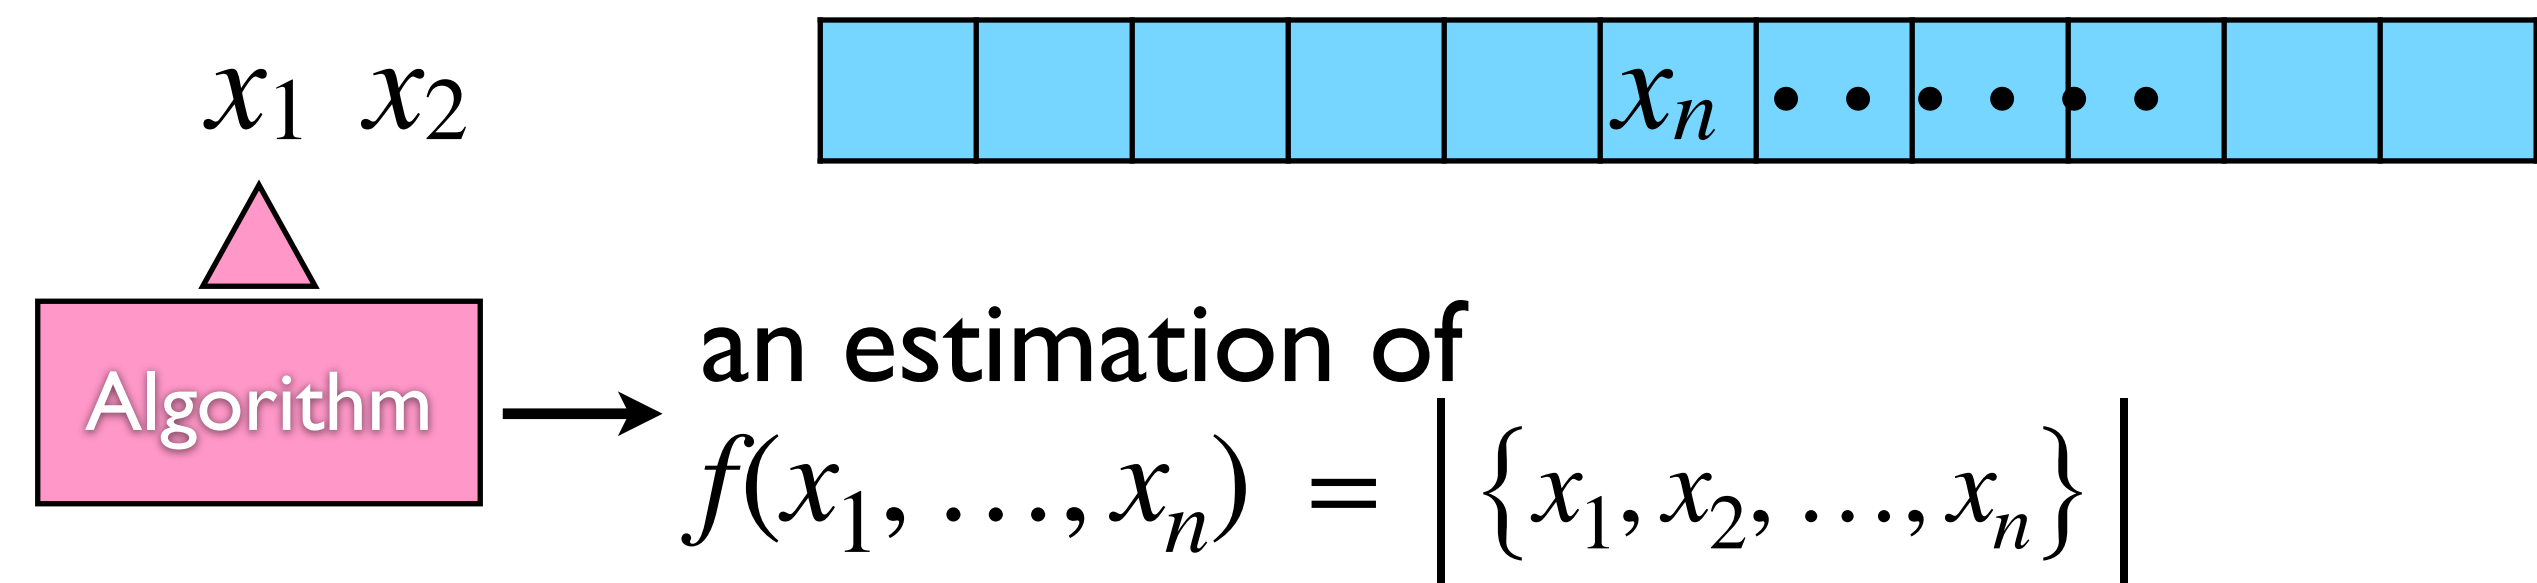 x₁ x₂ xₙ ······
an estimation of
Algorithm
f(x₁, …, xₙ) = |{x₁, x₂, …, xₙ}|